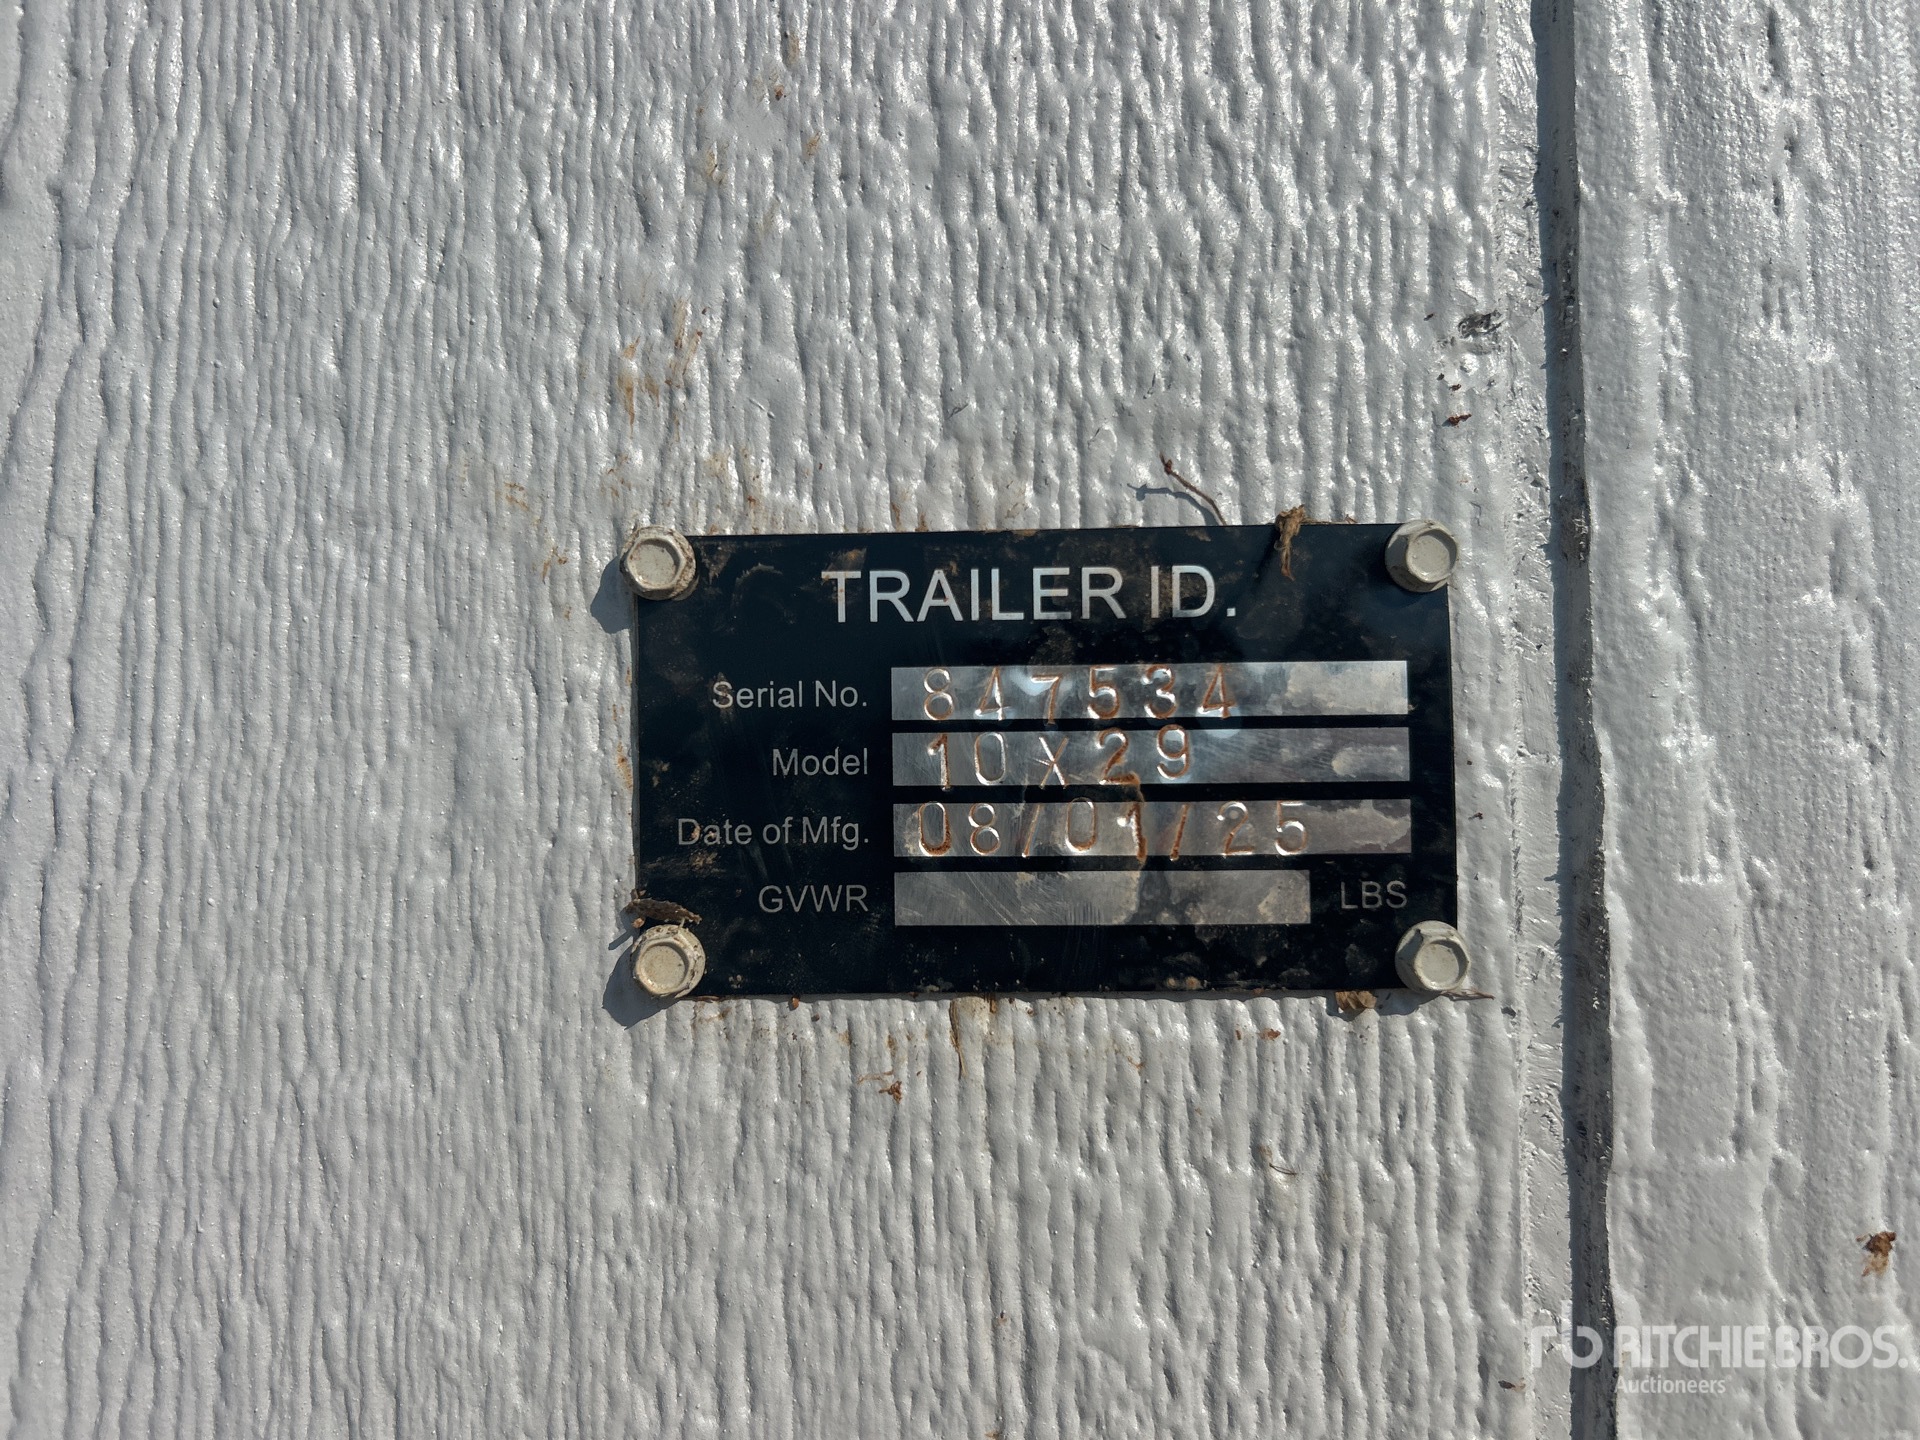 TRAILER ID.
Serial No. 847534
Model 10X29
Date of Mfg. 08/01/25
GVWR LBS
RITCHIE BROS.
Auctioneers